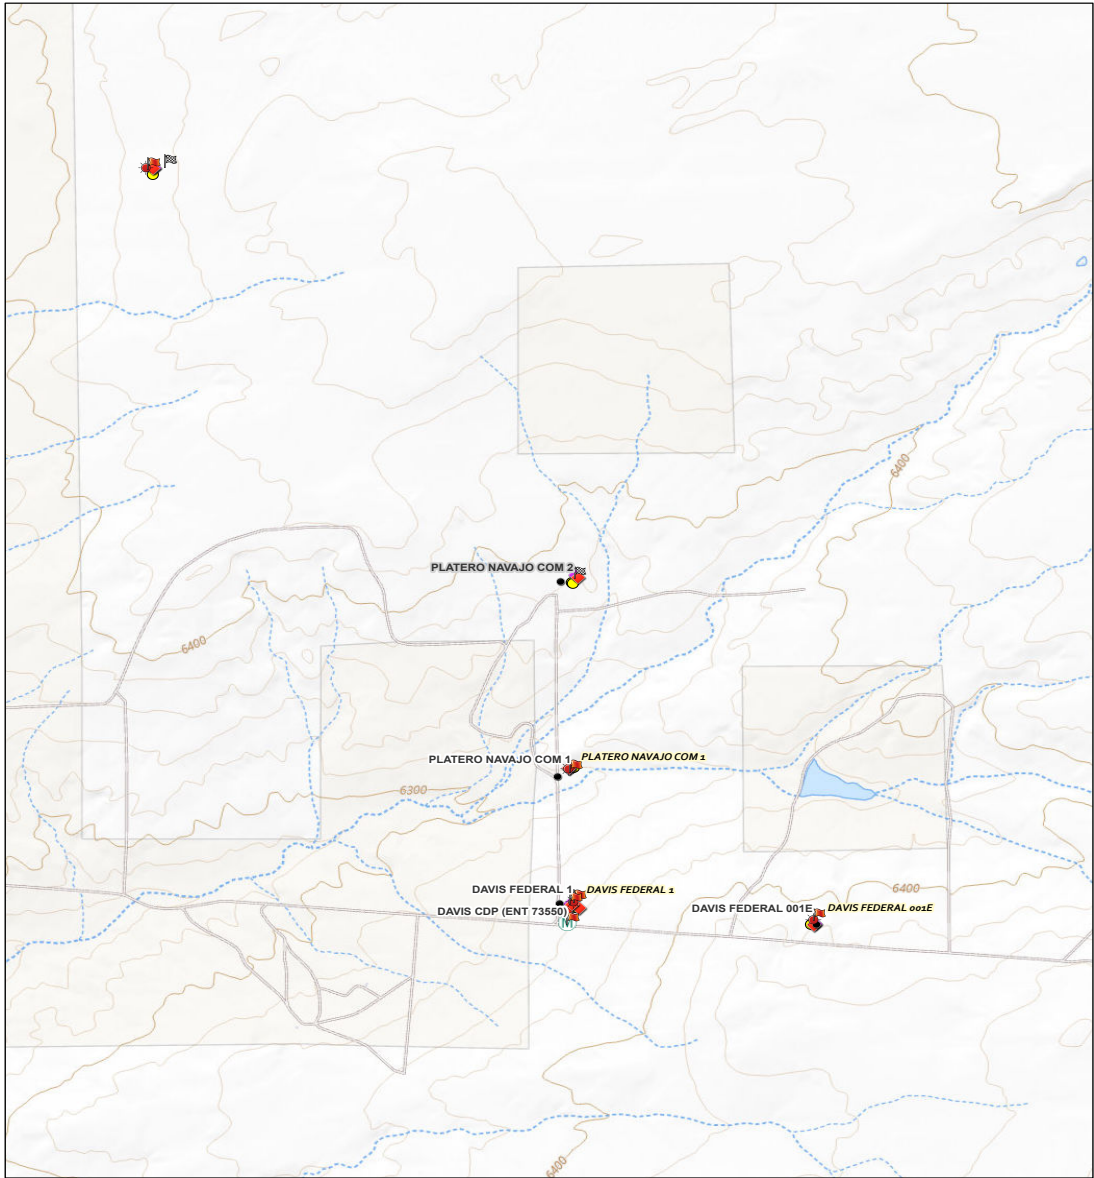 6400
PLATERO NAVAJO COM 2
6400
PLATERO NAVAJO COM 1
PLATERO NAVAJO COM 1
6300
DAVIS FEDERAL 1
DAVIS FEDERAL 1
6400
DAVIS CDP (ENT 73550)
DAVIS FEDERAL 001E
DAVIS FEDERAL 001E
M
6400